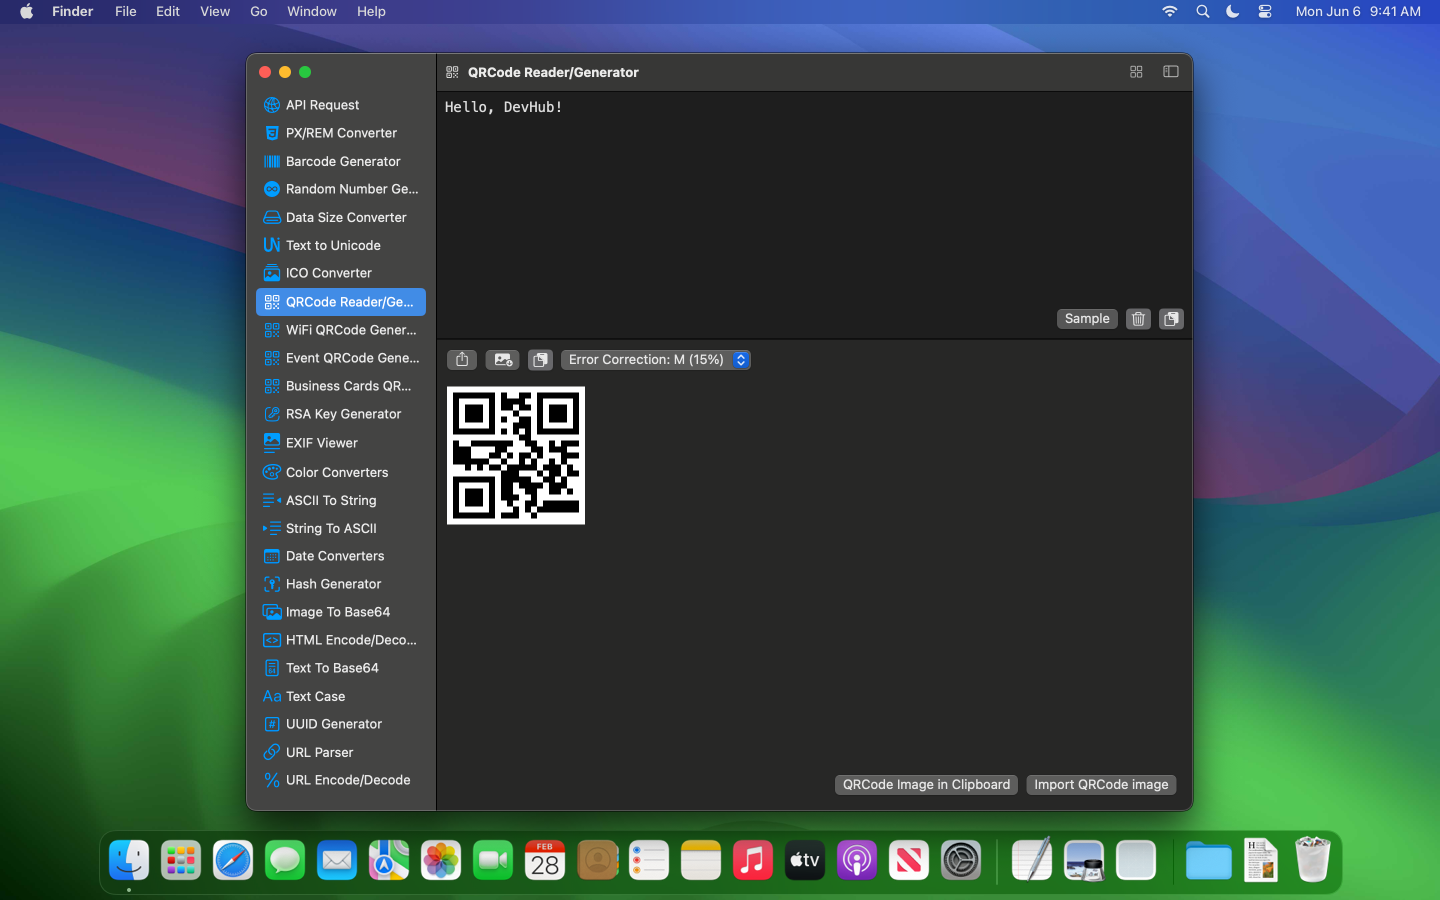 Finder File Edit View Go Window Help Mon Jun 6 9:41 AM
QRCode Reader/Generator
API Request
PX/REM Converter
Barcode Generator
Random Number Ge...
Data Size Converter
Text to Unicode
ICO Converter
QRCode Reader/Ge...
WiFi QRCode Gener...
Event QRCode Gene...
Business Cards QR...
RSA Key Generator
EXIF Viewer
Color Converters
ASCII To String
String To ASCII
Date Converters
Hash Generator
Image To Base64
HTML Encode/Deco...
Text To Base64
Aa Text Case
# UUID Generator
URL Parser
% URL Encode/Decode
Hello, DevHub!
Sample
Error Correction: M (15%)
QRCode Image in Clipboard Import QRCode image
FEB
28
tv